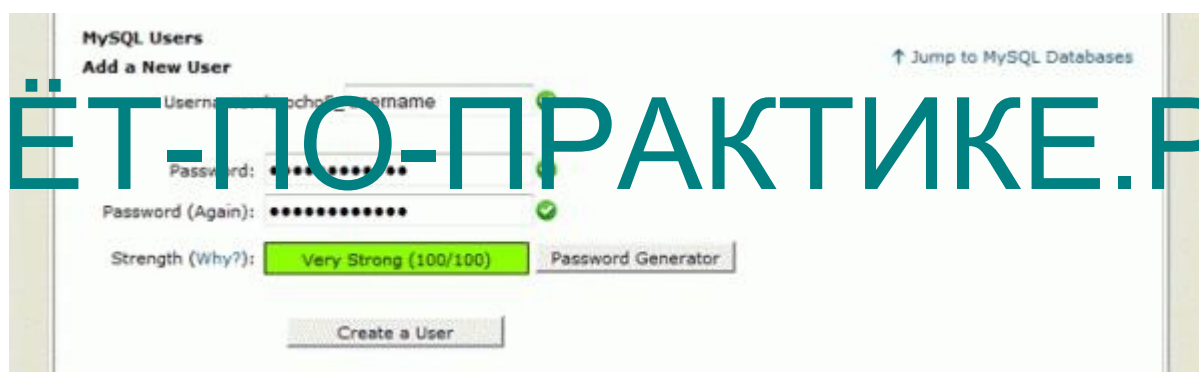 MySQL Users
Add a New User
↑ Jump to MySQL Databases
username
ЁТ-ПО-ПРАКТИКЕ.Р
Password:
Password (Again):
Strength (Why?): Very Strong (100/100) Password Generator
Create a User